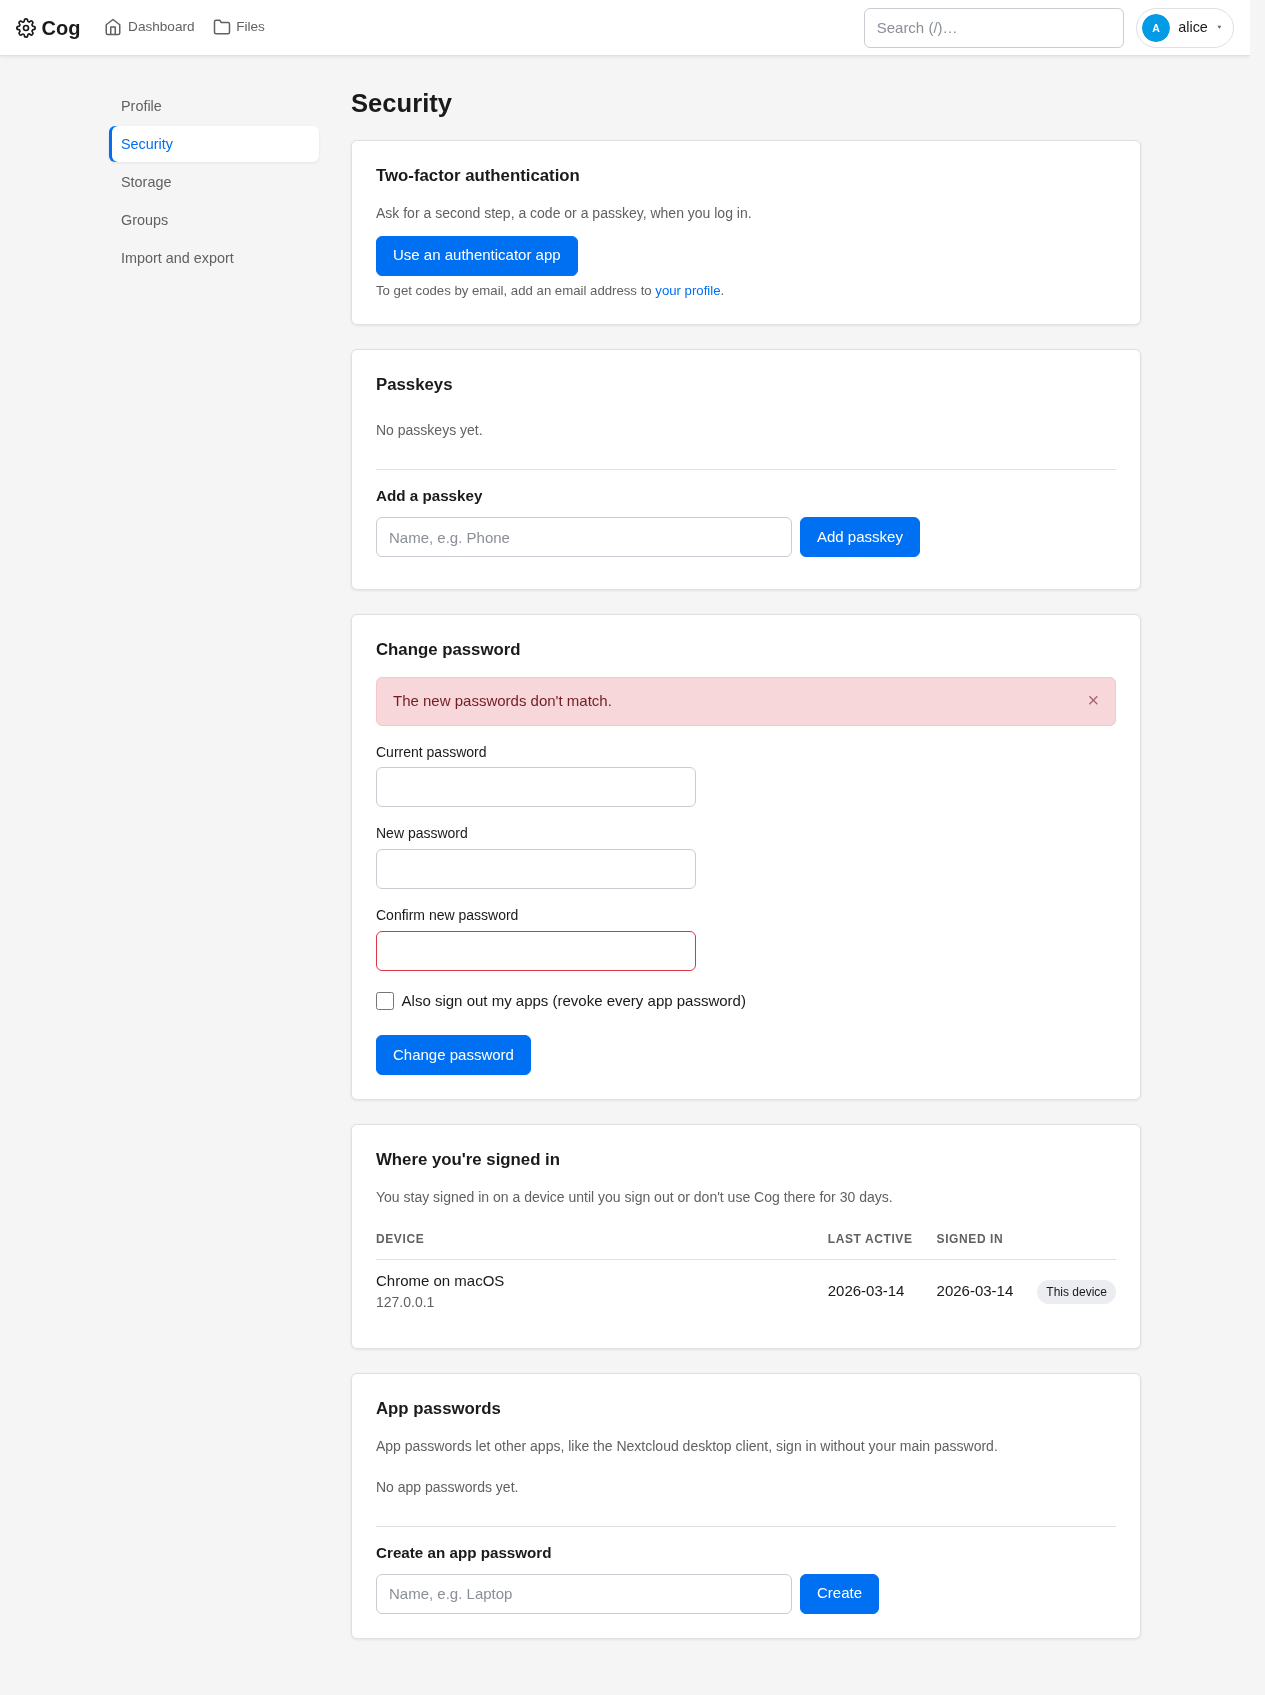 Cog
Dashboard
Files
Search (/)…
A
alice
Profile
Security
Storage
Groups
Import and export
Security
Two-factor authentication
Ask for a second step, a code or a passkey, when you log in.
Use an authenticator app
To get codes by email, add an email address to your profile.
Passkeys
No passkeys yet.
Add a passkey
Name, e.g. Phone
Add passkey
Change password
The new passwords don't match.
×
Current password
New password
Confirm new password
Also sign out my apps (revoke every app password)
Change password
Where you're signed in
You stay signed in on a device until you sign out or don't use Cog there for 30 days.
DEVICE LAST ACTIVE SIGNED IN
Chrome on macOS
127.0.0.1
2026-03-14 2026-03-14 This device
App passwords
App passwords let other apps, like the Nextcloud desktop client, sign in without your main password.
No app passwords yet.
Create an app password
Name, e.g. Laptop
Create